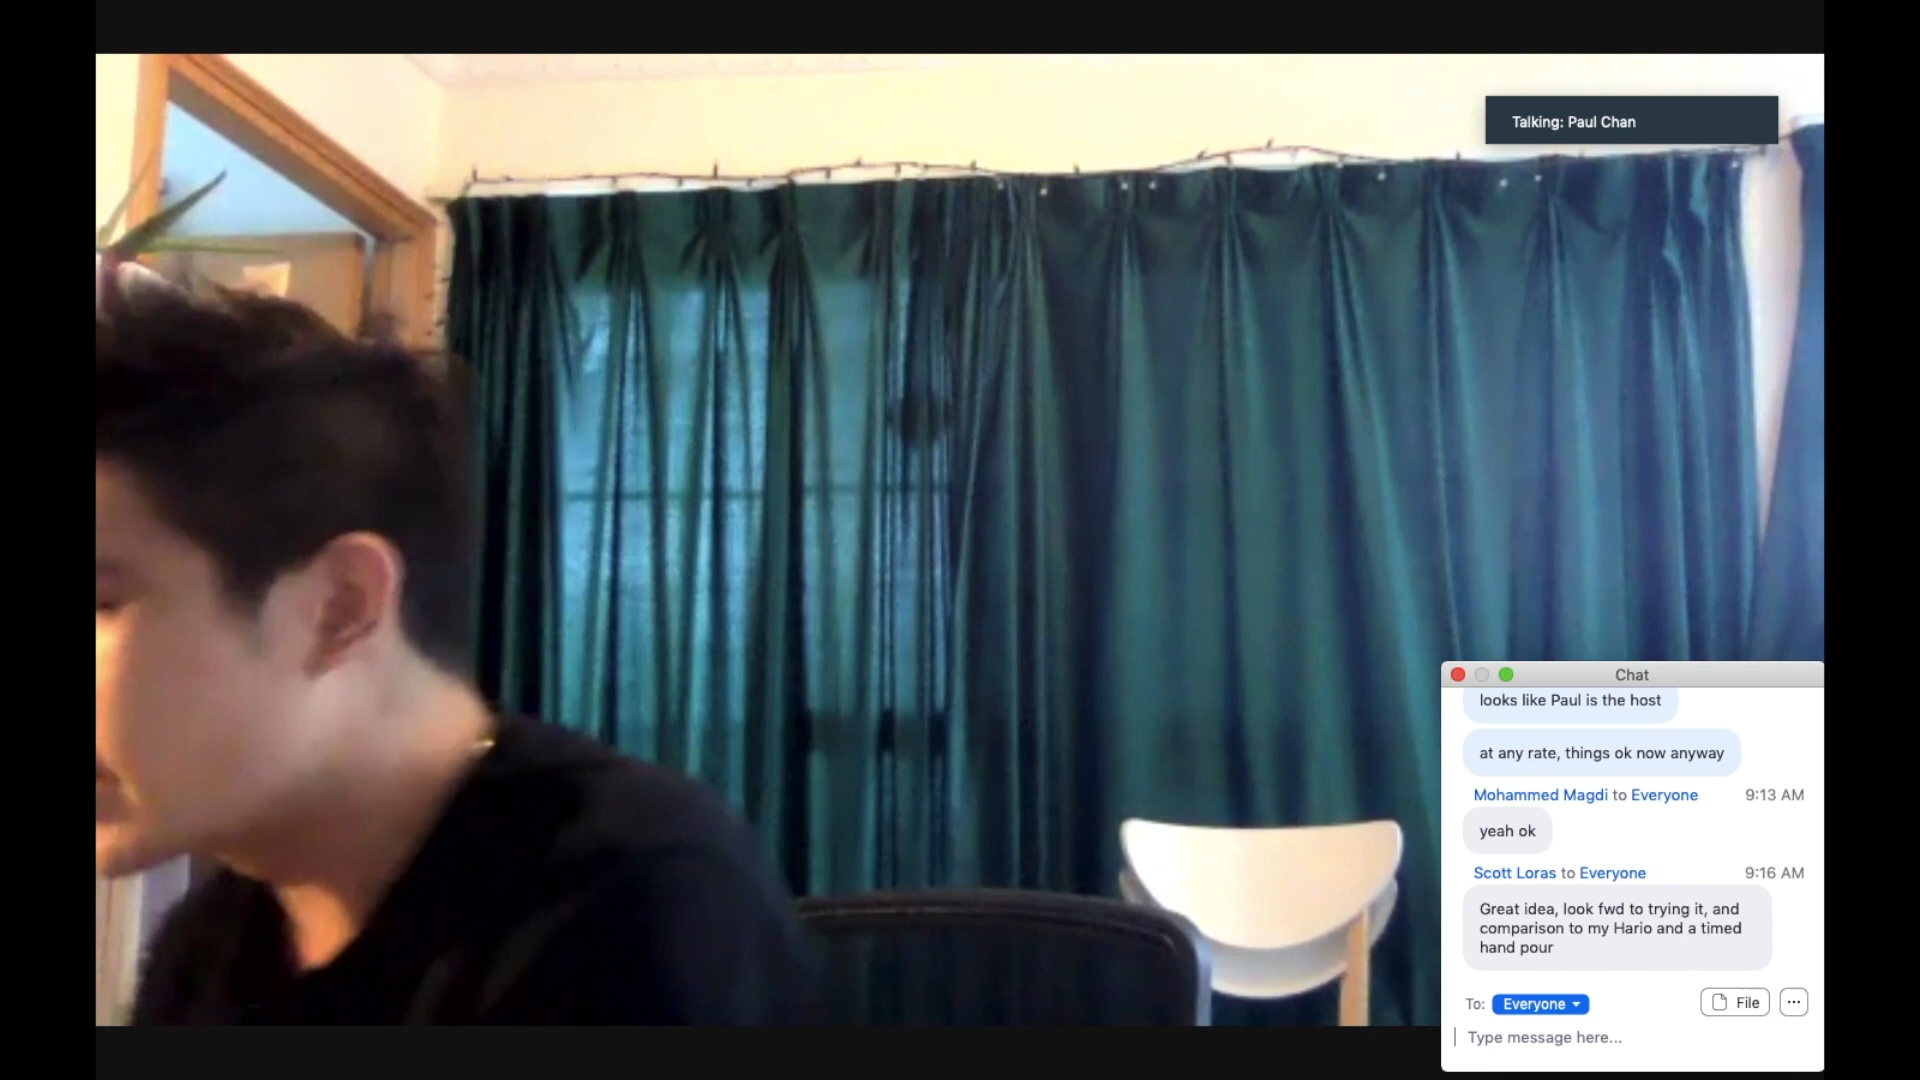 Talking: Paul Chan
Chat
looks like Paul is the host
at any rate, things ok now anyway
Mohammed Magdi to Everyone 9:13 AM
yeah ok
Scott Loras to Everyone 9:16 AM
Great idea, look fwd to trying it, and
comparison to my Hario and a timed
hand pour
To: Everyone File ...
Type message here...